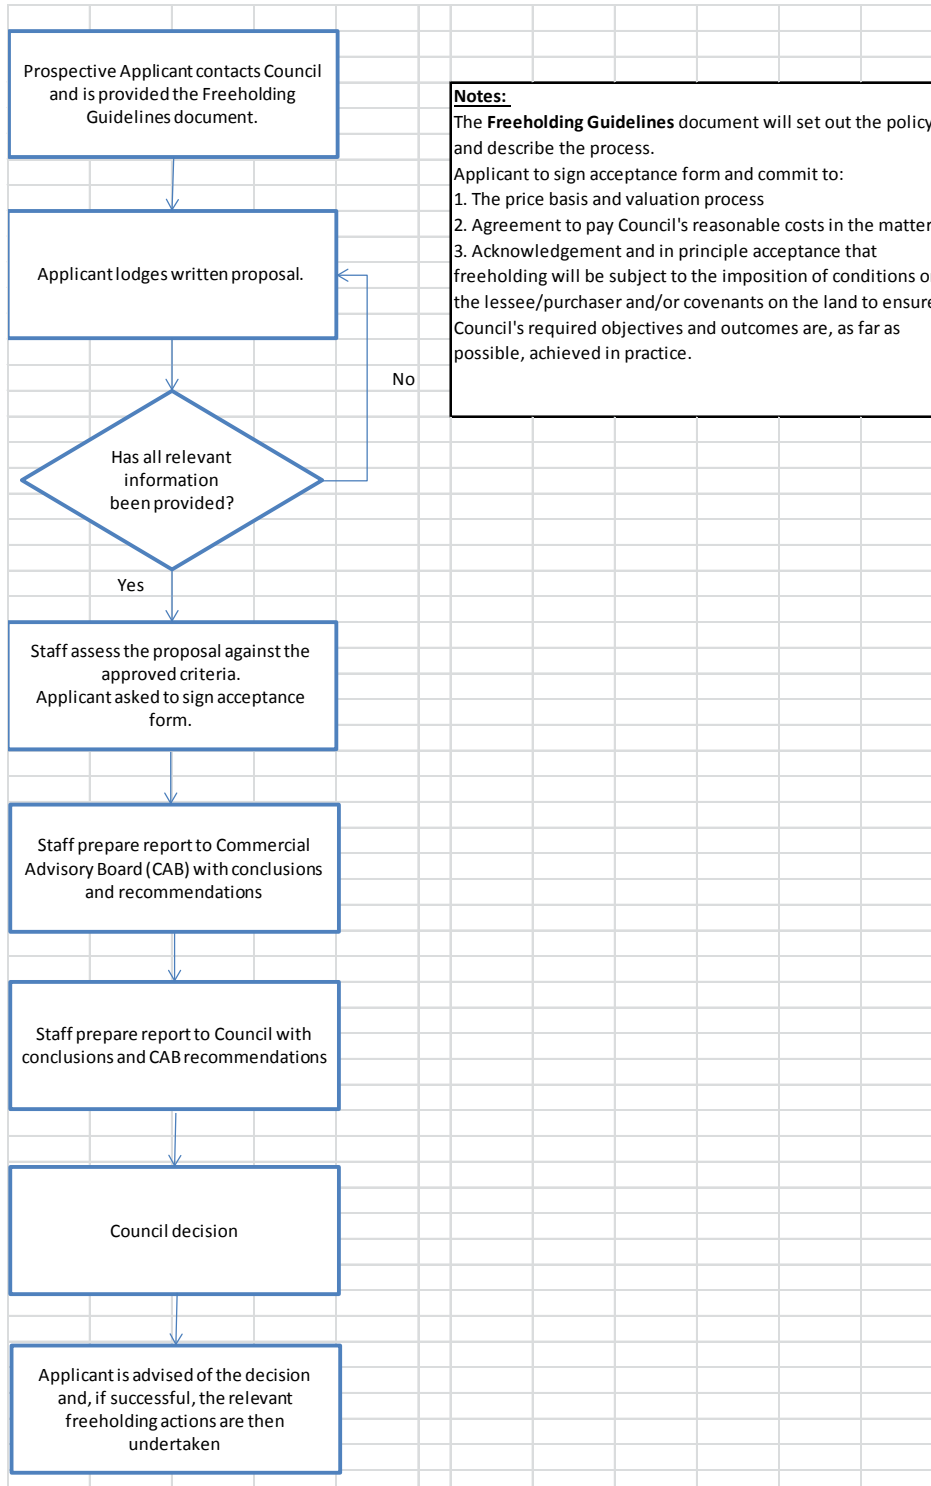 Prospective Applicant contacts Council
and is provided the Freeholding
Guidelines document.
Notes:
The Freeholding Guidelines document will set out the policy
and describe the process.
Applicant to sign acceptance form and commit to:
1. The price basis and valuation process
2. Agreement to pay Council's reasonable costs in the matter
3. Acknowledgement and in principle acceptance that
freeholding will be subject to the imposition of conditions
the lessee/purchaser and/or covenants on the land to ensure
Council's required objectives and outcomes are, as far as
possible, achieved in practice.
Applicant lodges written proposal.
No
Has all relevant
information
been provided?
Yes
Staff assess the proposal against the
approved criteria.
Applicant asked to sign acceptance
form.
Staff prepare report to Commercial
Advisory Board (CAB) with conclusions
and recommendations
Staff prepare report to Council with
conclusions and CAB recommendations
Council decision
Applicant is advised of the decision
and, if successful, the relevant
freeholding actions are then
undertaken